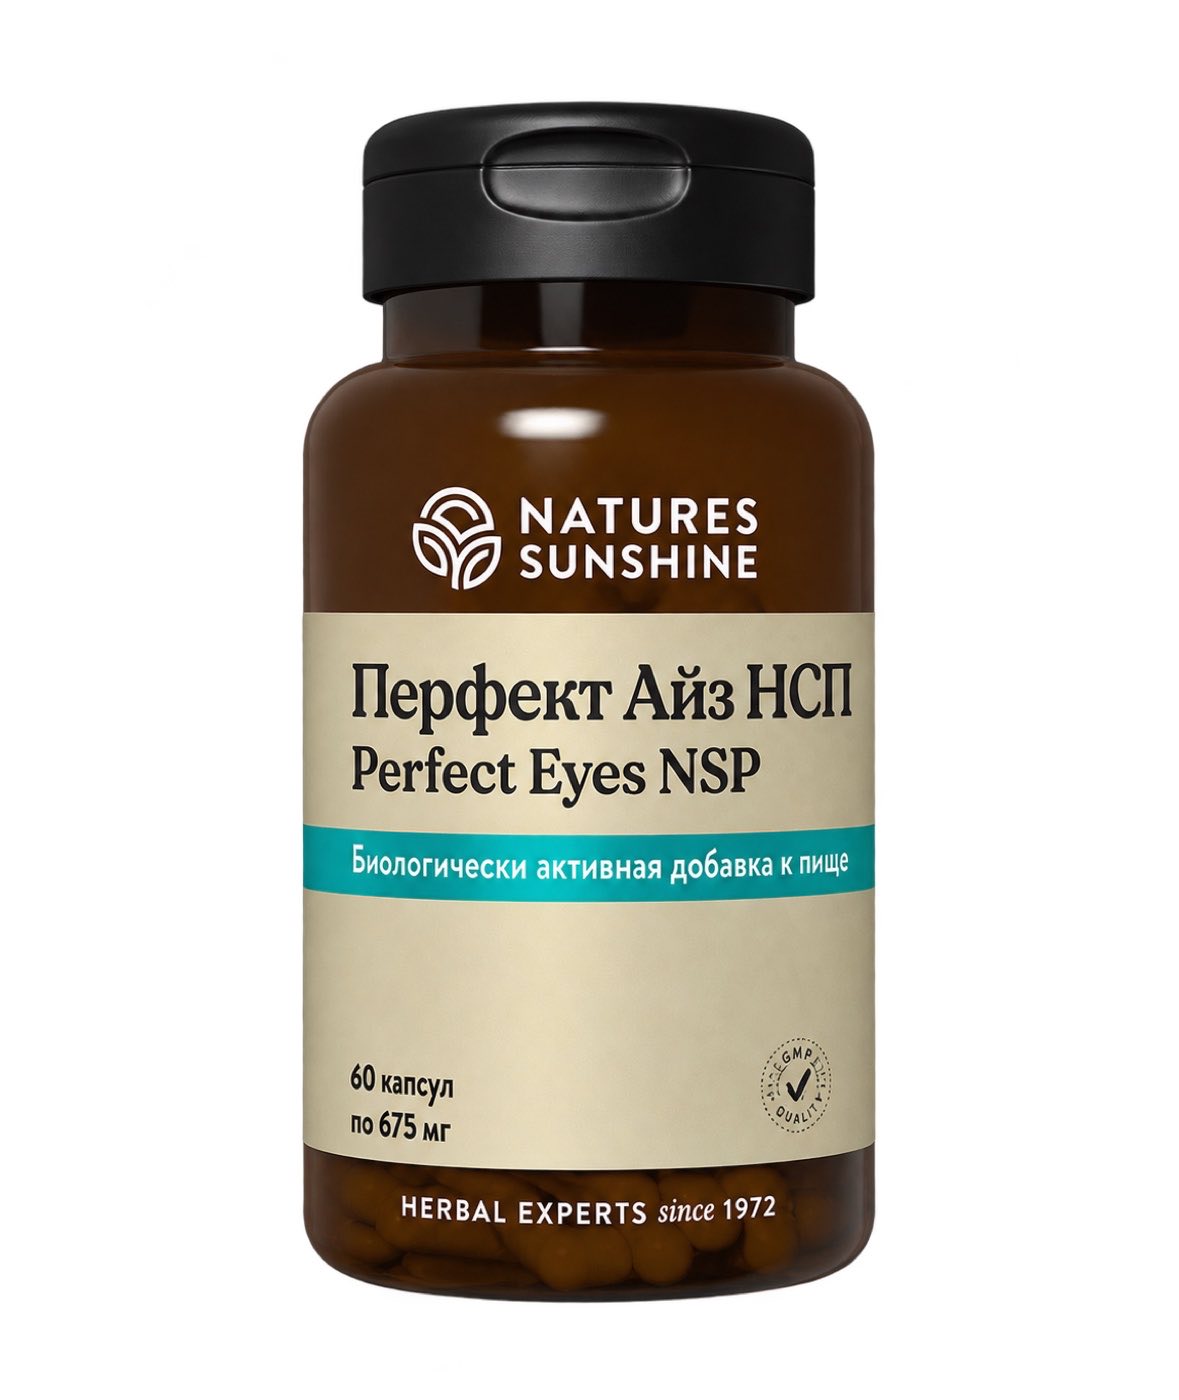 NATURES
SUNSHINE
Перфект Айз НСП
Perfect Eyes NSP
Биологически активная добавка к пище
60 капсул
по 675 мг
GMP
QUALITY
HERBAL EXPERTS since 1972